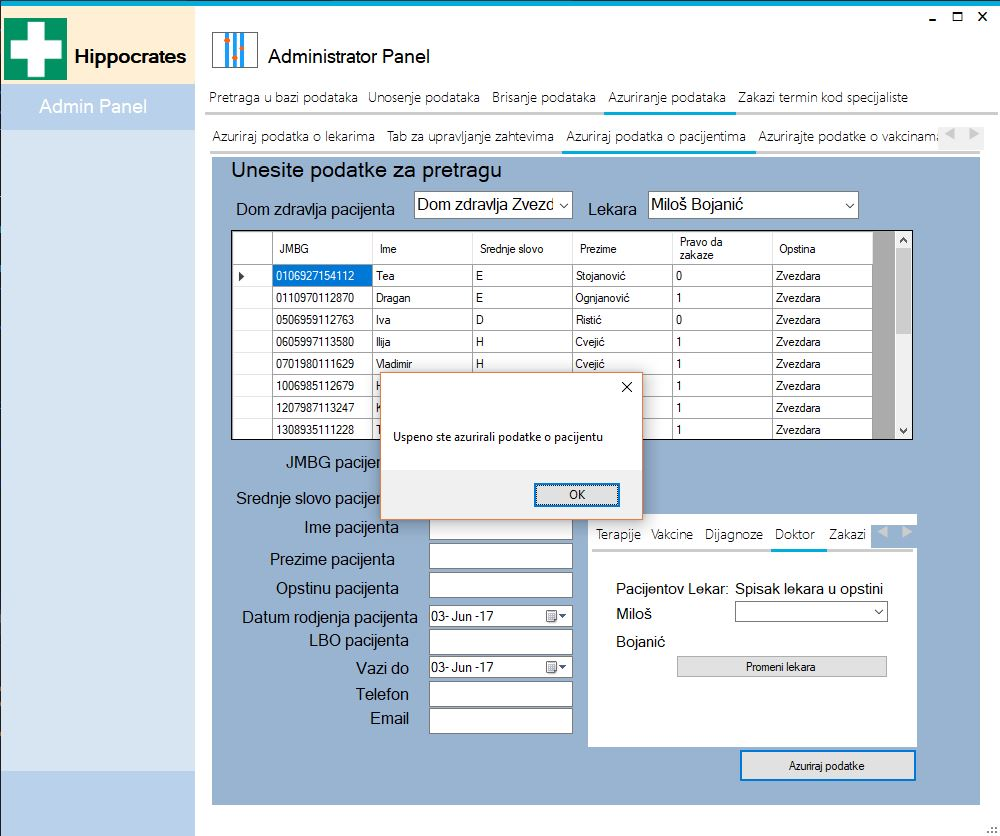 Hippocrates
Administrator Panel
Admin Panel
Pretraga u bazi podataka Unosenje podataka Brisanje podataka Azuriranje podataka Zakazi termin kod specijaliste
Azuriraj podatka o lekarima Tab za upravljanje zahtevima Azuriraj podatka o pacijentima Azurirajte podatke o vakcinama
Unesite podatke za pretragu
Dom zdravlja pacijenta Dom zdravlja Zvezd Lekara Miloš Bojanić
JMBG Ime Srednje slovo Prezime Pravo da zakaze Opstina
0106927154112 Tea E Stojanović 0 Zvezdara
0110970112870 Dragan E Ognjanović 1 Zvezdara
0506959112763 Iva D Ristić 0 Zvezdara
0605997113580 Ilija H Cvejić 1 Zvezdara
0701980111629 Vladimir H Cvejić 1 Zvezdara
1006985112679 1 Zvezdara
1207987113247 1 Zvezdara
1308935111228 1 Zvezdara
Uspeno ste azurirali podatke o pacijentu
OK
JMBG pacijen
Srednje slovo pacijen
Ime pacijenta
Prezime pacijenta
Opstinu pacijenta
Datum rodjenja pacijenta 03- Jun -17
LBO pacijenta
Vazi do 03- Jun -17
Telefon
Email
Terapije Vakcine Dijagnoze Doktor Zakazi
Pacijentov Lekar: Spisak lekara u opstini
Miloš
Bojanić
Promeni lekara
Azuriraj podatke